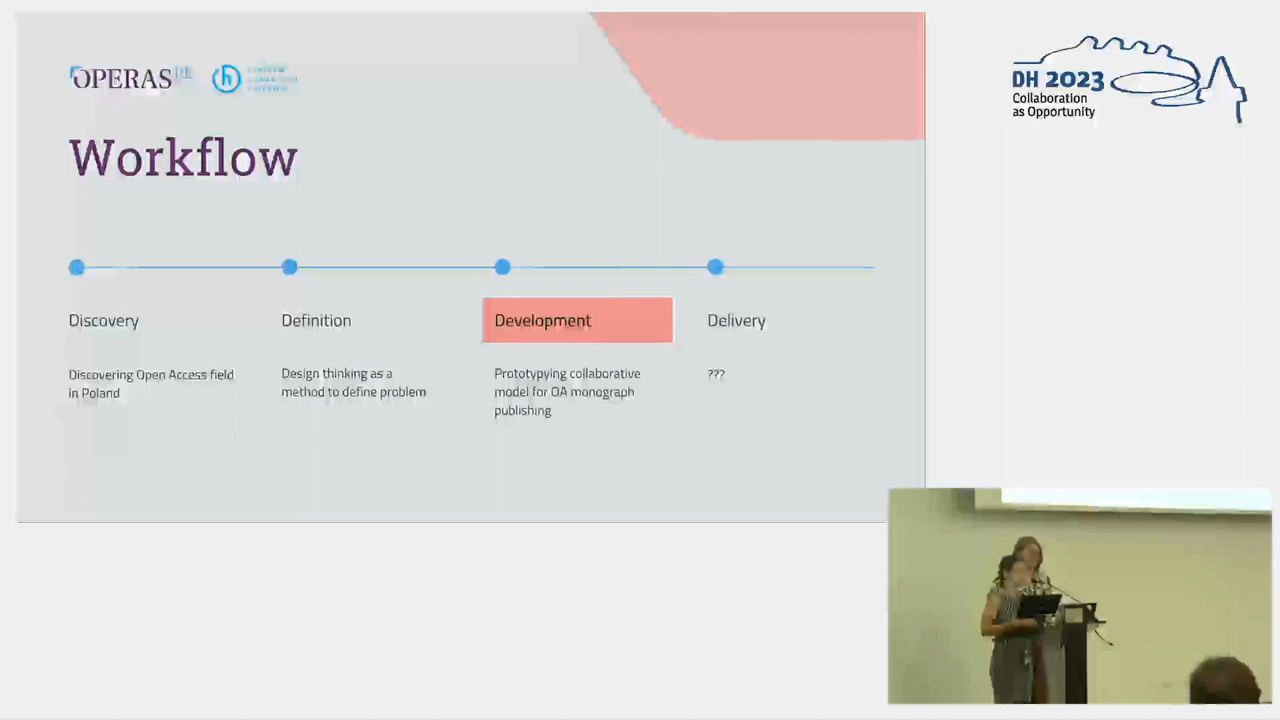 OPERAS
Workflow
Discovery
Definition
Development
Delivery
Discovering Open Access field
in Poland
Design thinking as a
method to define problem
Prototypying collaborative
model for OA monograph
publishing
???
DH 2023
Collaboration
as Opportunity